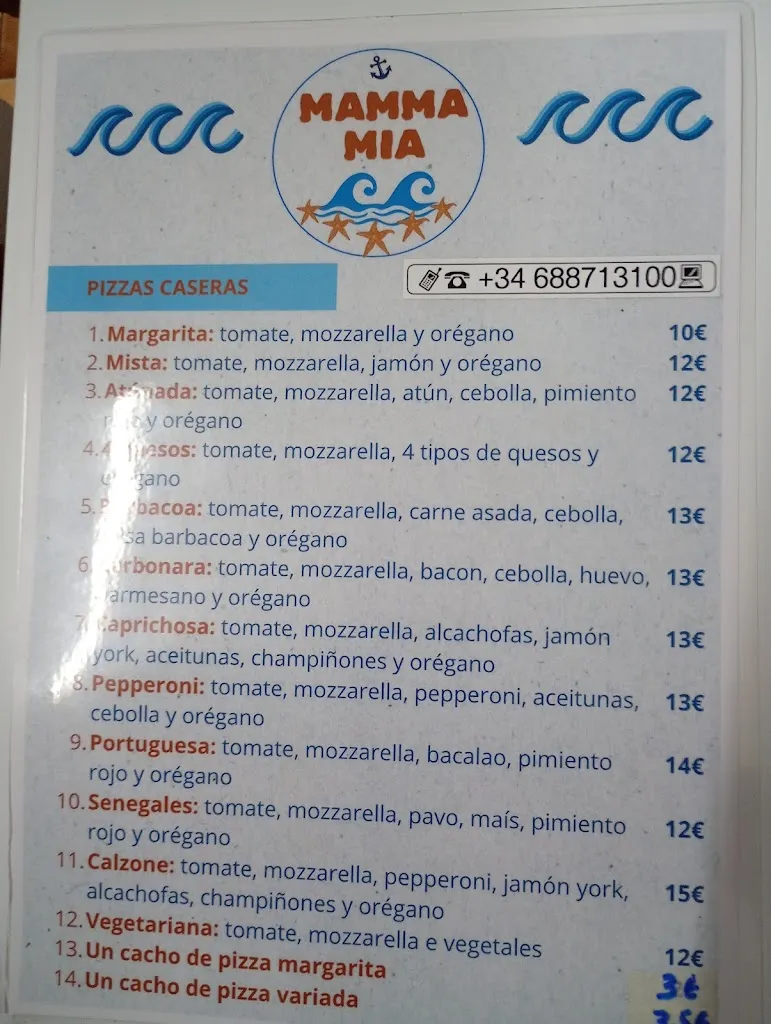 MAMMA
MIA
PIZZAS CASERAS
+34 688713100
1. Margarita: tomate, mozzarella y orégano 10€
2. Mista: tomate, mozzarella, jamón y orégano 12€
3. tomate, mozzarella, atún, cebolla, pimiento 12€
y orégano
4. tomate, mozzarella, 4 tipos de quesos y 12€
5. tomate, mozzarella, carne asada, cebolla, 13€
barbacoa y orégano
6. tomate, mozzarella, bacon, cebolla, huevo, 13€
parmesano y orégano
7. Caprichosa: tomate, mozzarella, alcachofas, jamón 13€
york, aceitunas, champiñones y orégano
8. Pepperoni: tomate, mozzarella, pepperoni, aceitunas, 13€
cebolla y orégano
9. Portuguesa: tomate, mozzarella, bacalao, pimiento 14€
rojo y orégano
10. Senegales: tomate, mozzarella, pavo, maís, pimiento 12€
rojo y orégano
11. Calzone: tomate, mozzarella, pepperoni, jamón york, 15€
alcachofas, champiñones y orégano
12. Vegetariana: tomate, mozzarella e vegetales 12€
13. Un cacho de pizza margarita 3€
14. Un cacho de pizza variada